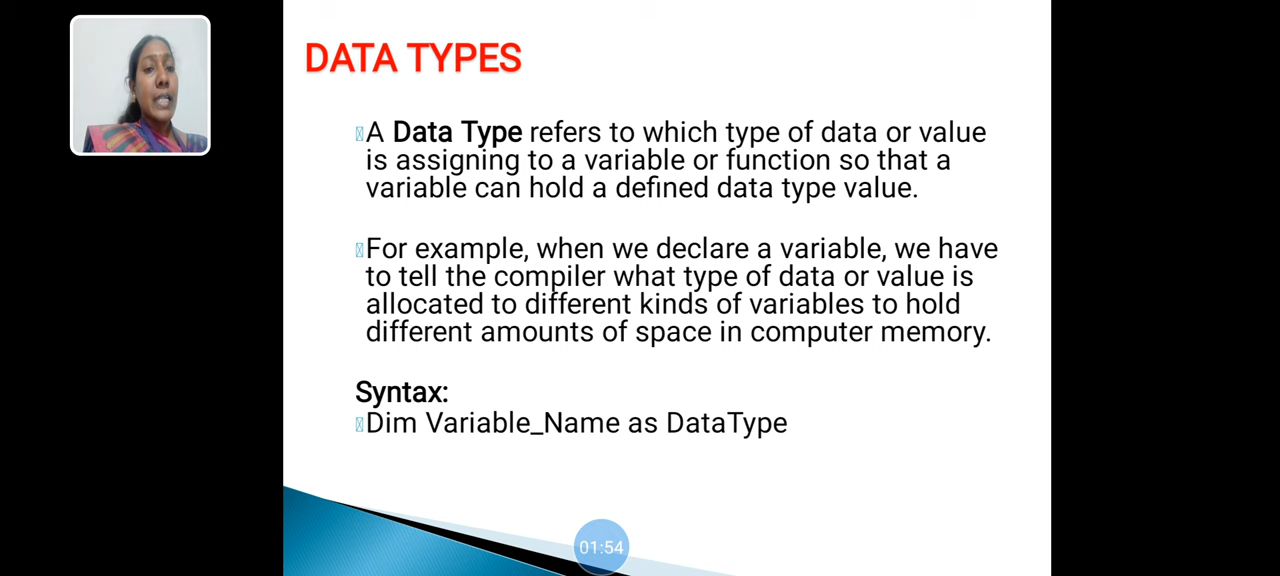 DATA TYPES
A Data Type refers to which type of data or value
is assigning to a variable or function so that a
variable can hold a defined data type value.
For example, when we declare a variable, we have
to tell the compiler what type of data or value is
allocated to different kinds of variables to hold
different amounts of space in computer memory.
Syntax:
Dim Variable_Name as DataType
01:54